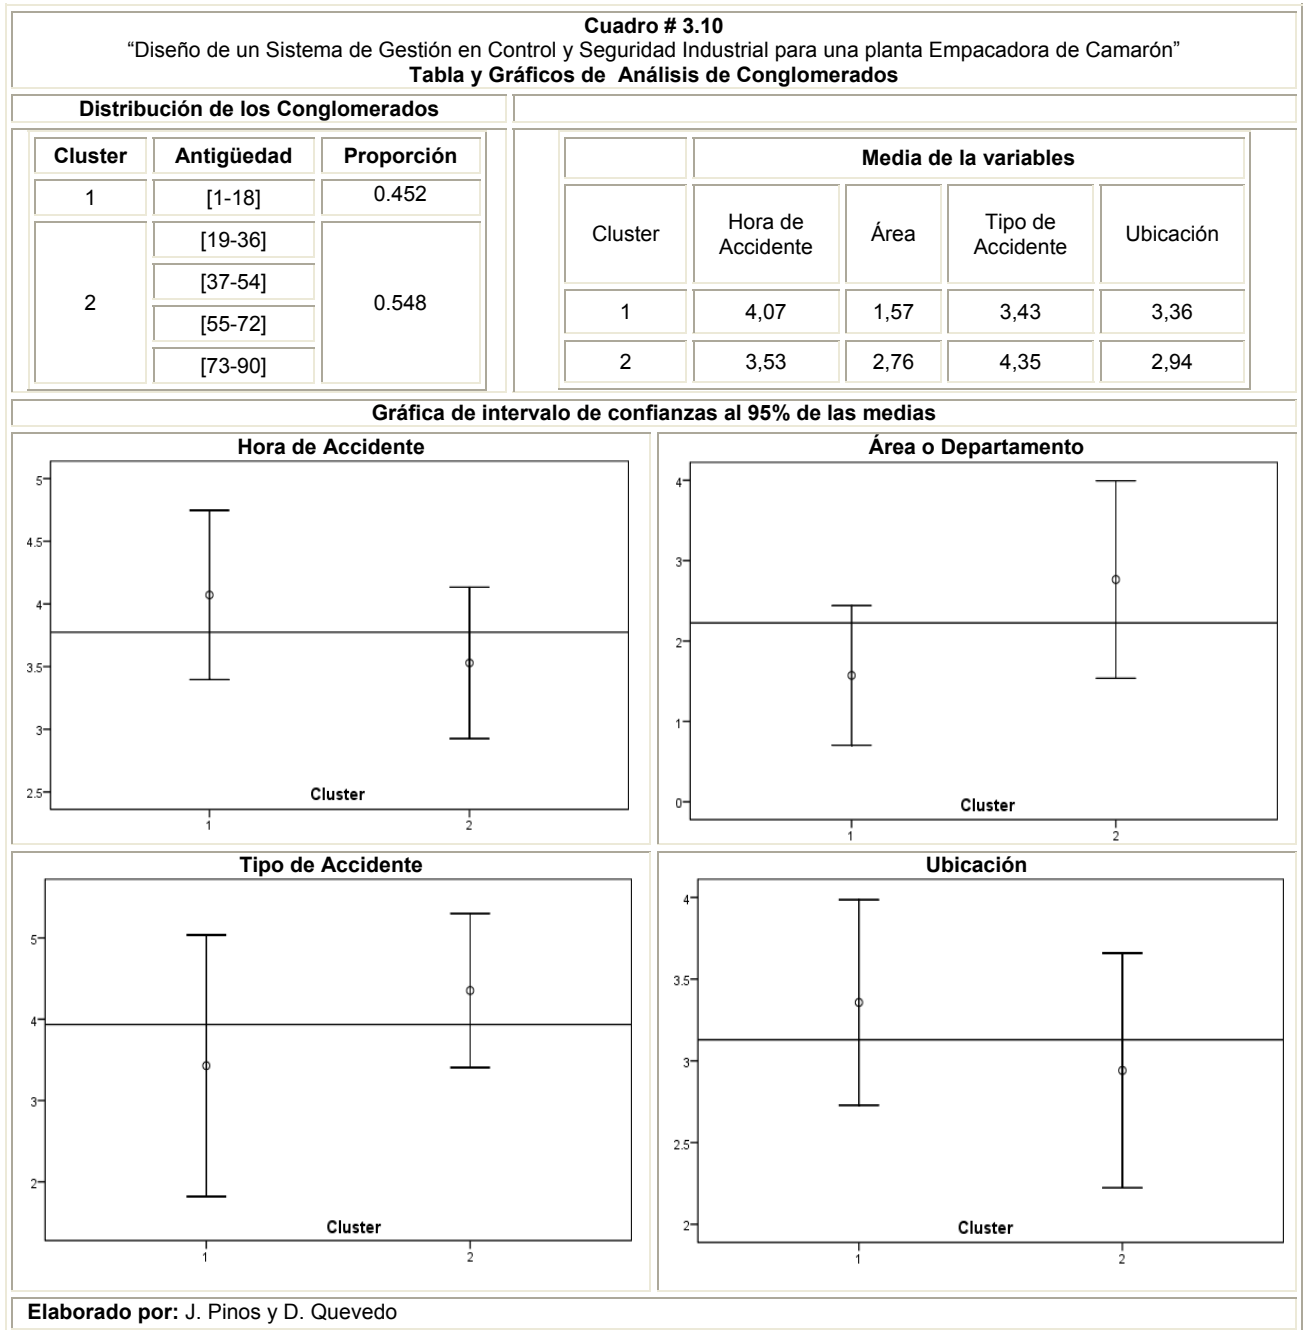 Cuadro # 3.10
“Diseño de un Sistema de Gestión en Control y Seguridad Industrial para una planta Empacadora de Camarón”
Tabla y Gráficos de Análisis de Conglomerados
Distribución de los Conglomerados
Cluster Antigüedad Proporción
1 [1-18] 0.452
2 [19-36] 0.548
[37-54]
[55-72]
[73-90]
Media de la variables
Cluster Hora de Accidente Área Tipo de Accidente Ubicación
1 4,07 1,57 3,43 3,36
2 3,53 2,76 4,35 2,94
Gráfica de intervalo de confianzas al 95% de las medias
Hora de Accidente
5
4.5
4
3.5
3
2.5
Cluster
1 2
Área o Departamento
4
3
2
1
0
Cluster
1 2
Tipo de Accidente
5
4
3
2
Cluster
1 2
Ubicación
4
3.5
3
2.5
2
Cluster
1 2
Elaborado por: J. Pinos y D. Quevedo